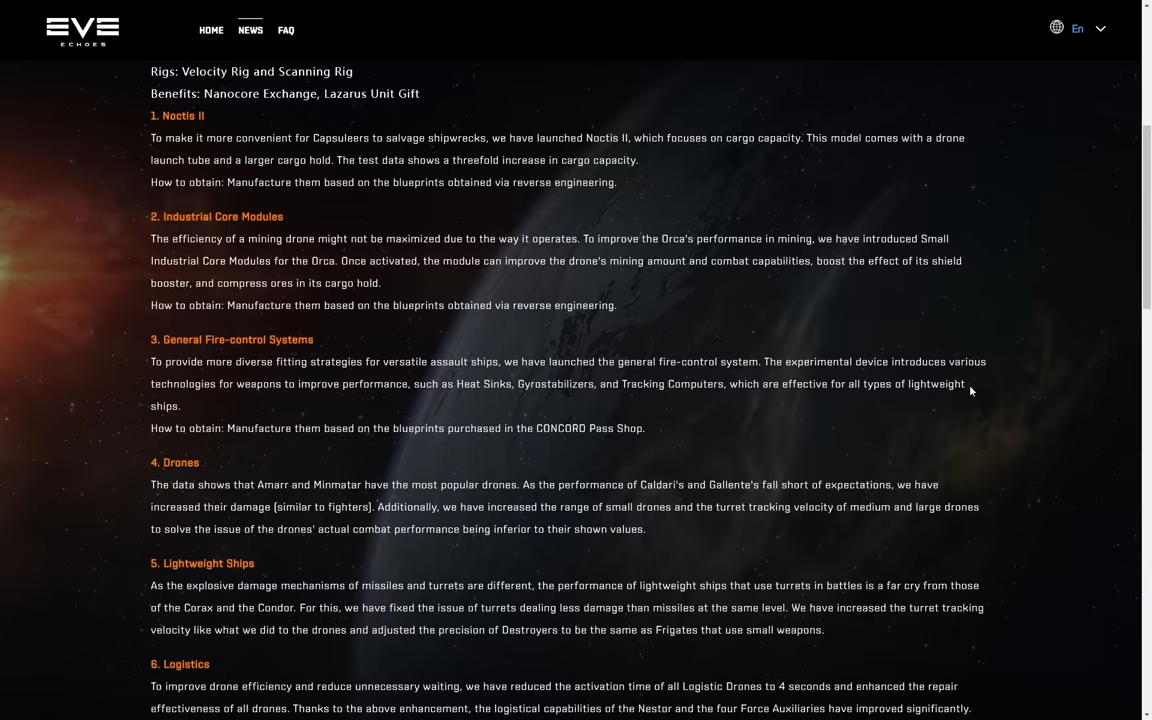 EVE
ECHOES
HOME NEWS FAQ
En
Rigs: Velocity Rig and Scanning Rig
Benefits: Nanocore Exchange, Lazarus Unit Gift
1. Noctis II
To make it more convenient for Capsuleers to salvage shipwrecks, we have launched Noctis II, which focuses on cargo capacity. This model comes with a drone
launch tube and a larger cargo hold. The test data shows a threefold increase in cargo capacity.
How to obtain: Manufacture them based on the blueprints obtained via reverse engineering.
2. Industrial Core Modules
The efficiency of a mining drone might not be maximized due to the way it operates. To improve the Orca's performance in mining, we have introduced Small
Industrial Core Modules for the Orca. Once activated, the module can improve the drone's mining amount and combat capabilities, boost the effect of its shield
booster, and compress ores in its cargo hold.
How to obtain: Manufacture them based on the blueprints obtained via reverse engineering.
3. General Fire-control Systems
To provide more diverse fitting strategies for versatile assault ships, we have launched the general fire-control system. The experimental device introduces various
technologies for weapons to improve performance, such as Heat Sinks, Gyrostabilizers, and Tracking Computers, which are effective for all types of lightweight
ships.
How to obtain: Manufacture them based on the blueprints purchased in the CONCORD Pass Shop.
4. Drones
The data shows that Amarr and Minmatar have the most popular drones. As the performance of Caldari's and Gallente's fall short of expectations, we have
increased their damage (similar to fighters). Additionally, we have increased the range of small drones and the turret tracking velocity of medium and large drones
to solve the issue of the drones' actual combat performance being inferior to their shown values.
5. Lightweight Ships
As the explosive damage mechanisms of missiles and turrets are different, the performance of lightweight ships that use turrets in battles is a far cry from those
of the Corax and the Condor. For this, we have fixed the issue of turrets dealing less damage than missiles at the same level. We have increased the turret tracking
velocity like what we did to the drones and adjusted the precision of Destroyers to be the same as Frigates that use small weapons.
6. Logistics
To improve drone efficiency and reduce unnecessary waiting, we have reduced the activation time of all Logistic Drones to 4 seconds and enhanced the repair
effectiveness of all drones. Thanks to the above enhancement, the logistical capabilities of the Nestor and the four Force Auxiliaries have improved significantly.